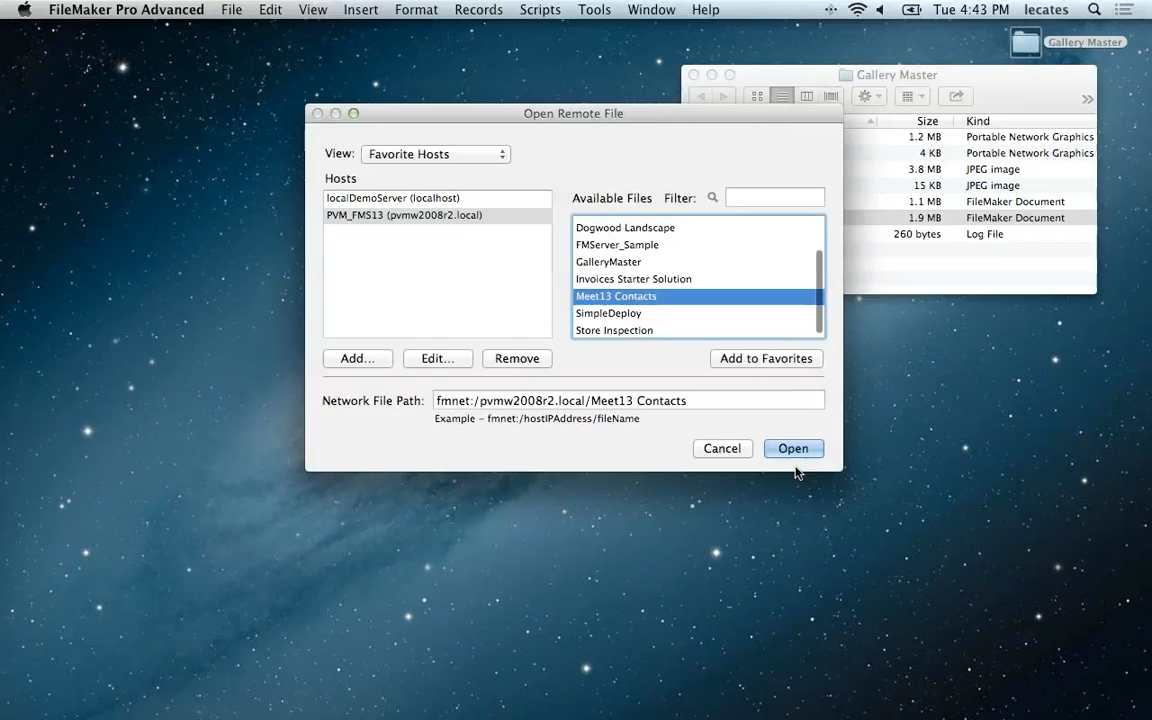 FileMaker Pro Advanced File Edit View Insert Format Records Scripts Tools Window Help Tue 4:43 PM lecates
Gallery Master
Gallery Master
Size Kind
1.2 MB Portable Network Graphics
4 KB Portable Network Graphics
3.8 MB JPEG image
15 KB JPEG image
1.1 MB FileMaker Document
1.9 MB FileMaker Document
260 bytes Log File
Open Remote File
View: Favorite Hosts
Hosts
localDemoServer (localhost)
PVM_FMS13 (pvmw2008r2.local)
Available Files Filter:
Dogwood Landscape
FMServer_Sample
GalleryMaster
Invoices Starter Solution
Meet13 Contacts
SimpleDeploy
Store Inspection
Add... Edit... Remove Add to Favorites
Network File Path: fmnet:/pvmw2008r2.local/Meet13 Contacts
Example - fmnet:/hostIPAddress/fileName
Cancel Open